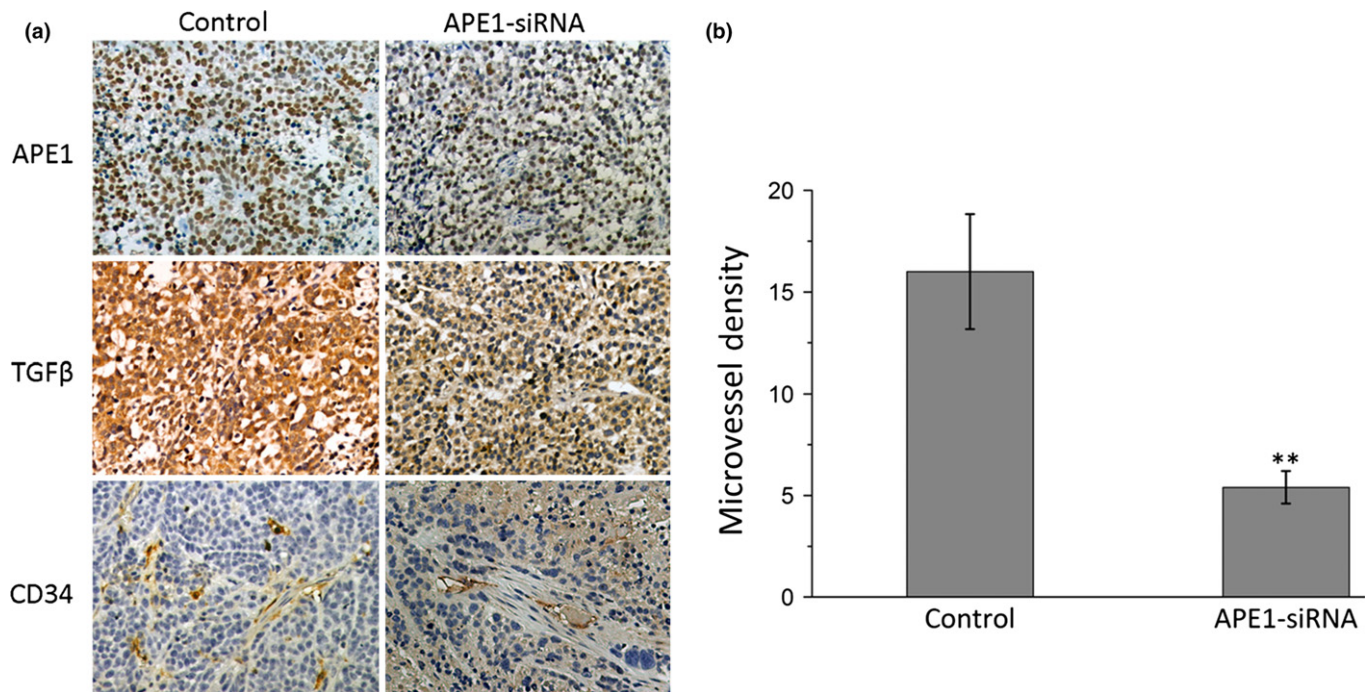 (a)
Control APE1-siRNA
APE1
TGFβ
CD34
(b)
Microvessel density
20
15
10
5
0
**
Control APE1-siRNA